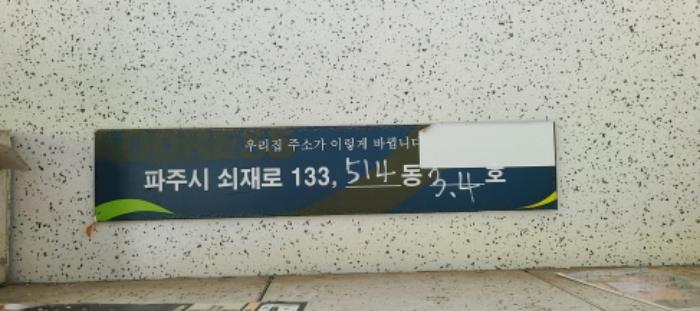 ADDRESS
우리집 주소가 이렇게 바뀝니다
파주시 쇠재로 133, 514동 3.4호